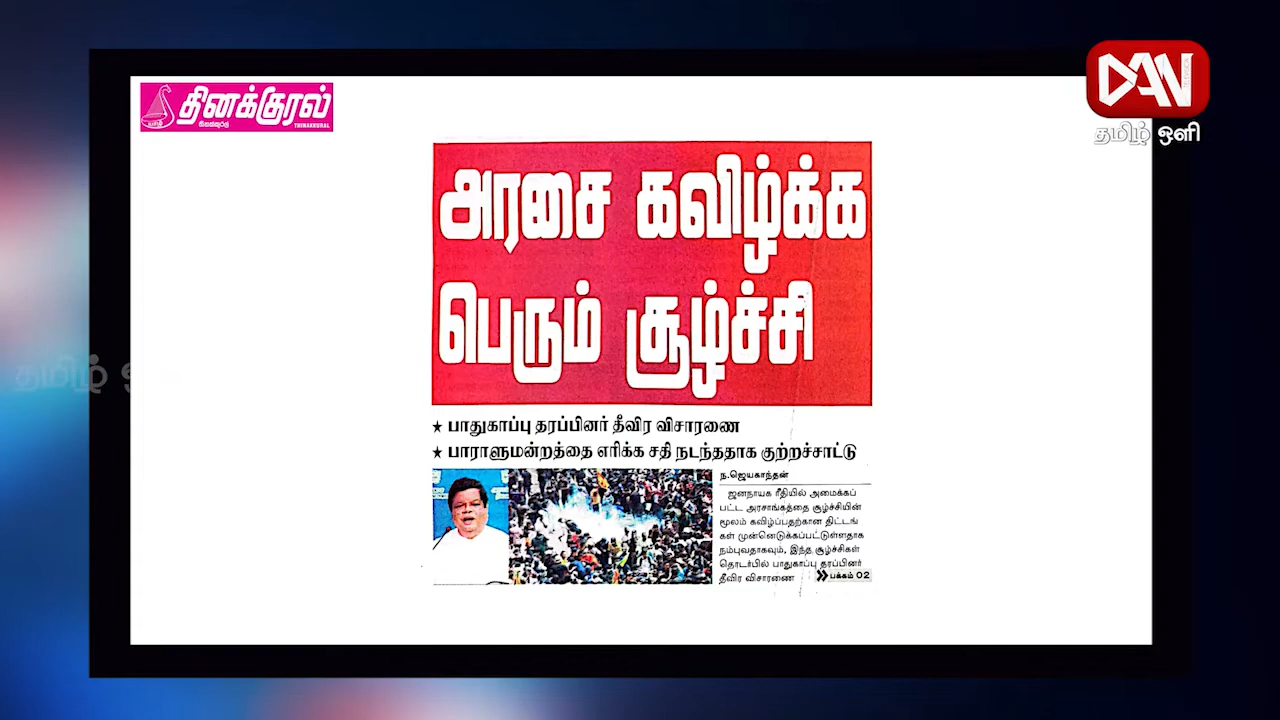 தினக்குரல்
THINAKKURAL
DAN
தமிழ் ஒளி
அரசை கவிழ்க்க
பெரும் சூழ்ச்சி
தமிழ் ஒ
★ பாதுகாப்பு தரப்பினர் தீவிர விசாரணை
★ பாராளுமன்றத்தை எரிக்க சதி நடந்ததாக குற்றச்சாட்டு
ந.ஜெயகாந்தன்
ஜனநாயக ரீதியில் அமைக்கப்
பட்ட அரசாங்கத்தை சூழ்ச்சியின்
மூலம் கவிழ்ப்பதற்கான திட்டங்
கள் முன்னெடுக்கப்பட்டுள்ளதாக
நம்புவதாகவும், இந்த சூழ்ச்சிகள்
தொடர்பில் பாதுகாப்பு தரப்பினர்
தீவிர விசாரணை
பக்கம் 02